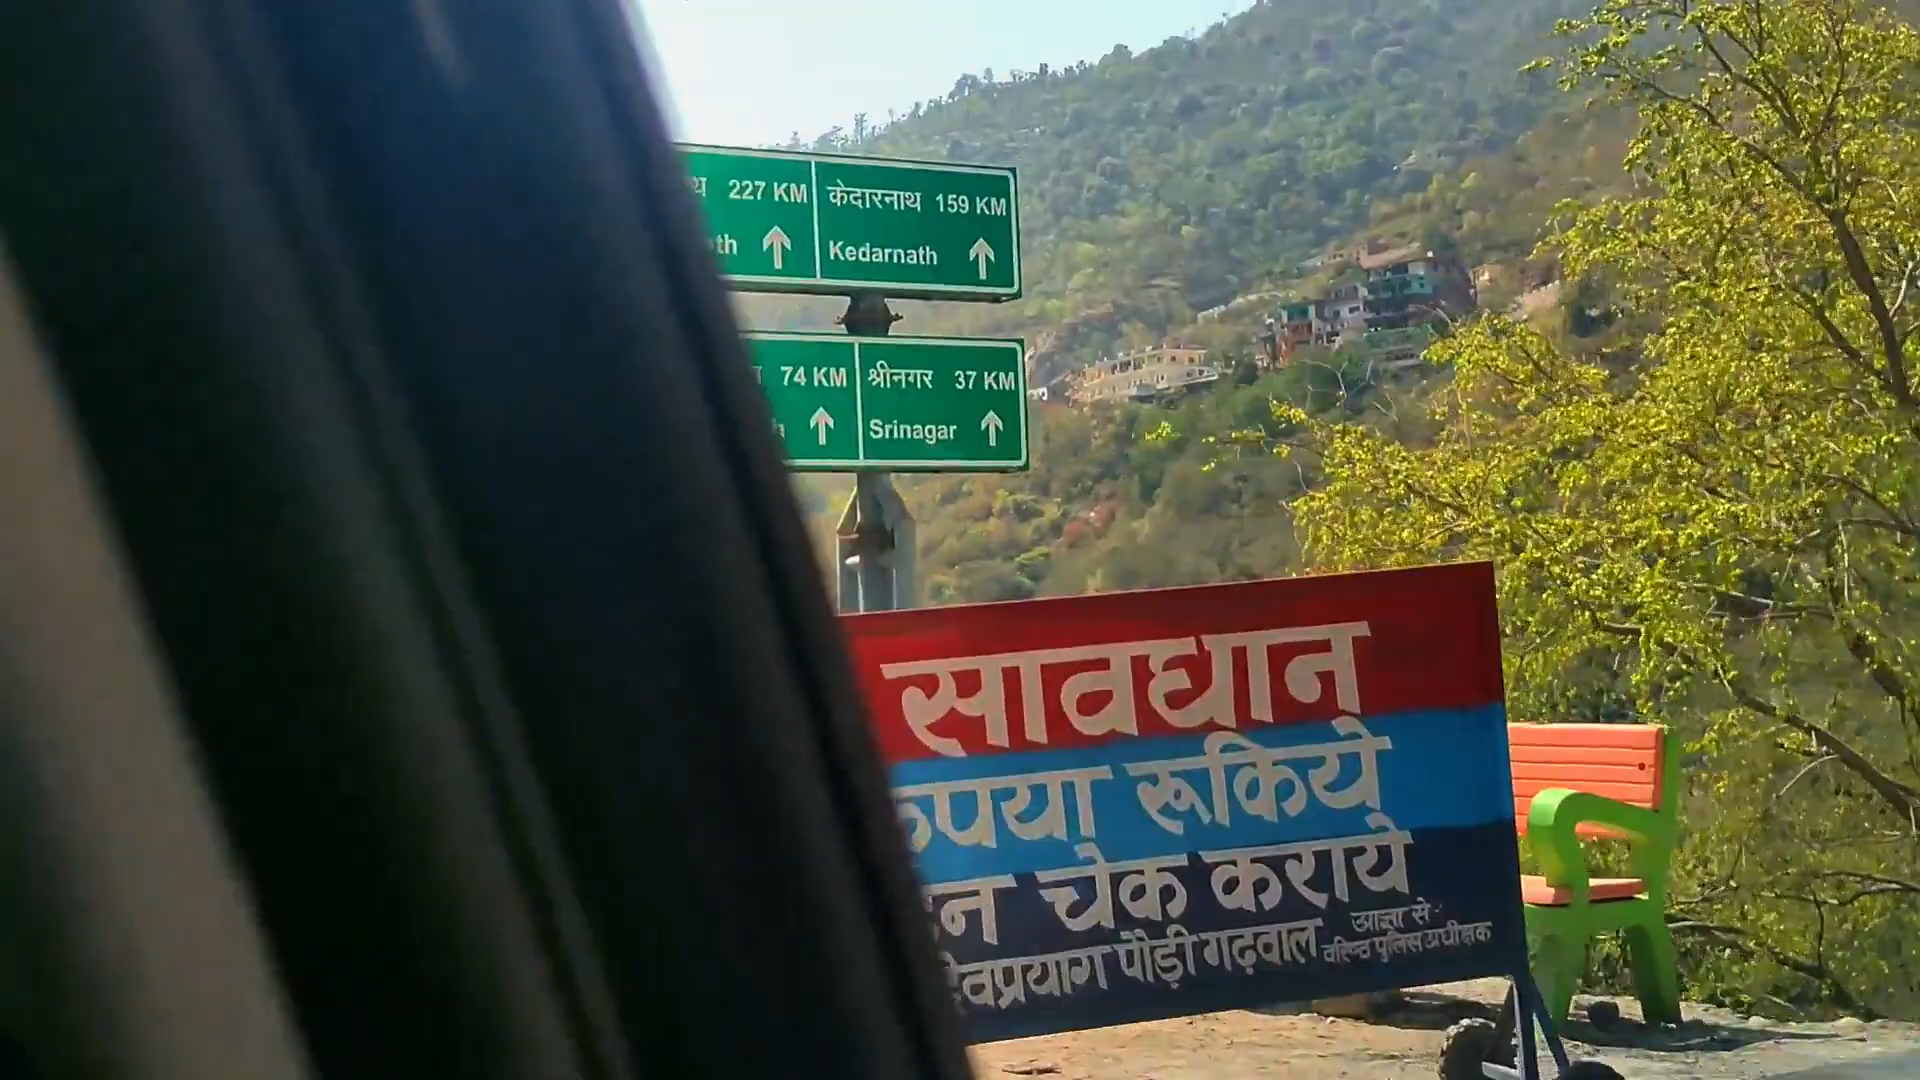 227 KM
केदारनाथ 159 KM
Kedarnath
74 KM
श्रीनगर 37 KM
Srinagar
सावधान
रूकिये
चेक कराये
पौड़ी गढ़वाल
आज्ञा से
वरिष्ठ पुलिस अधीक्षक